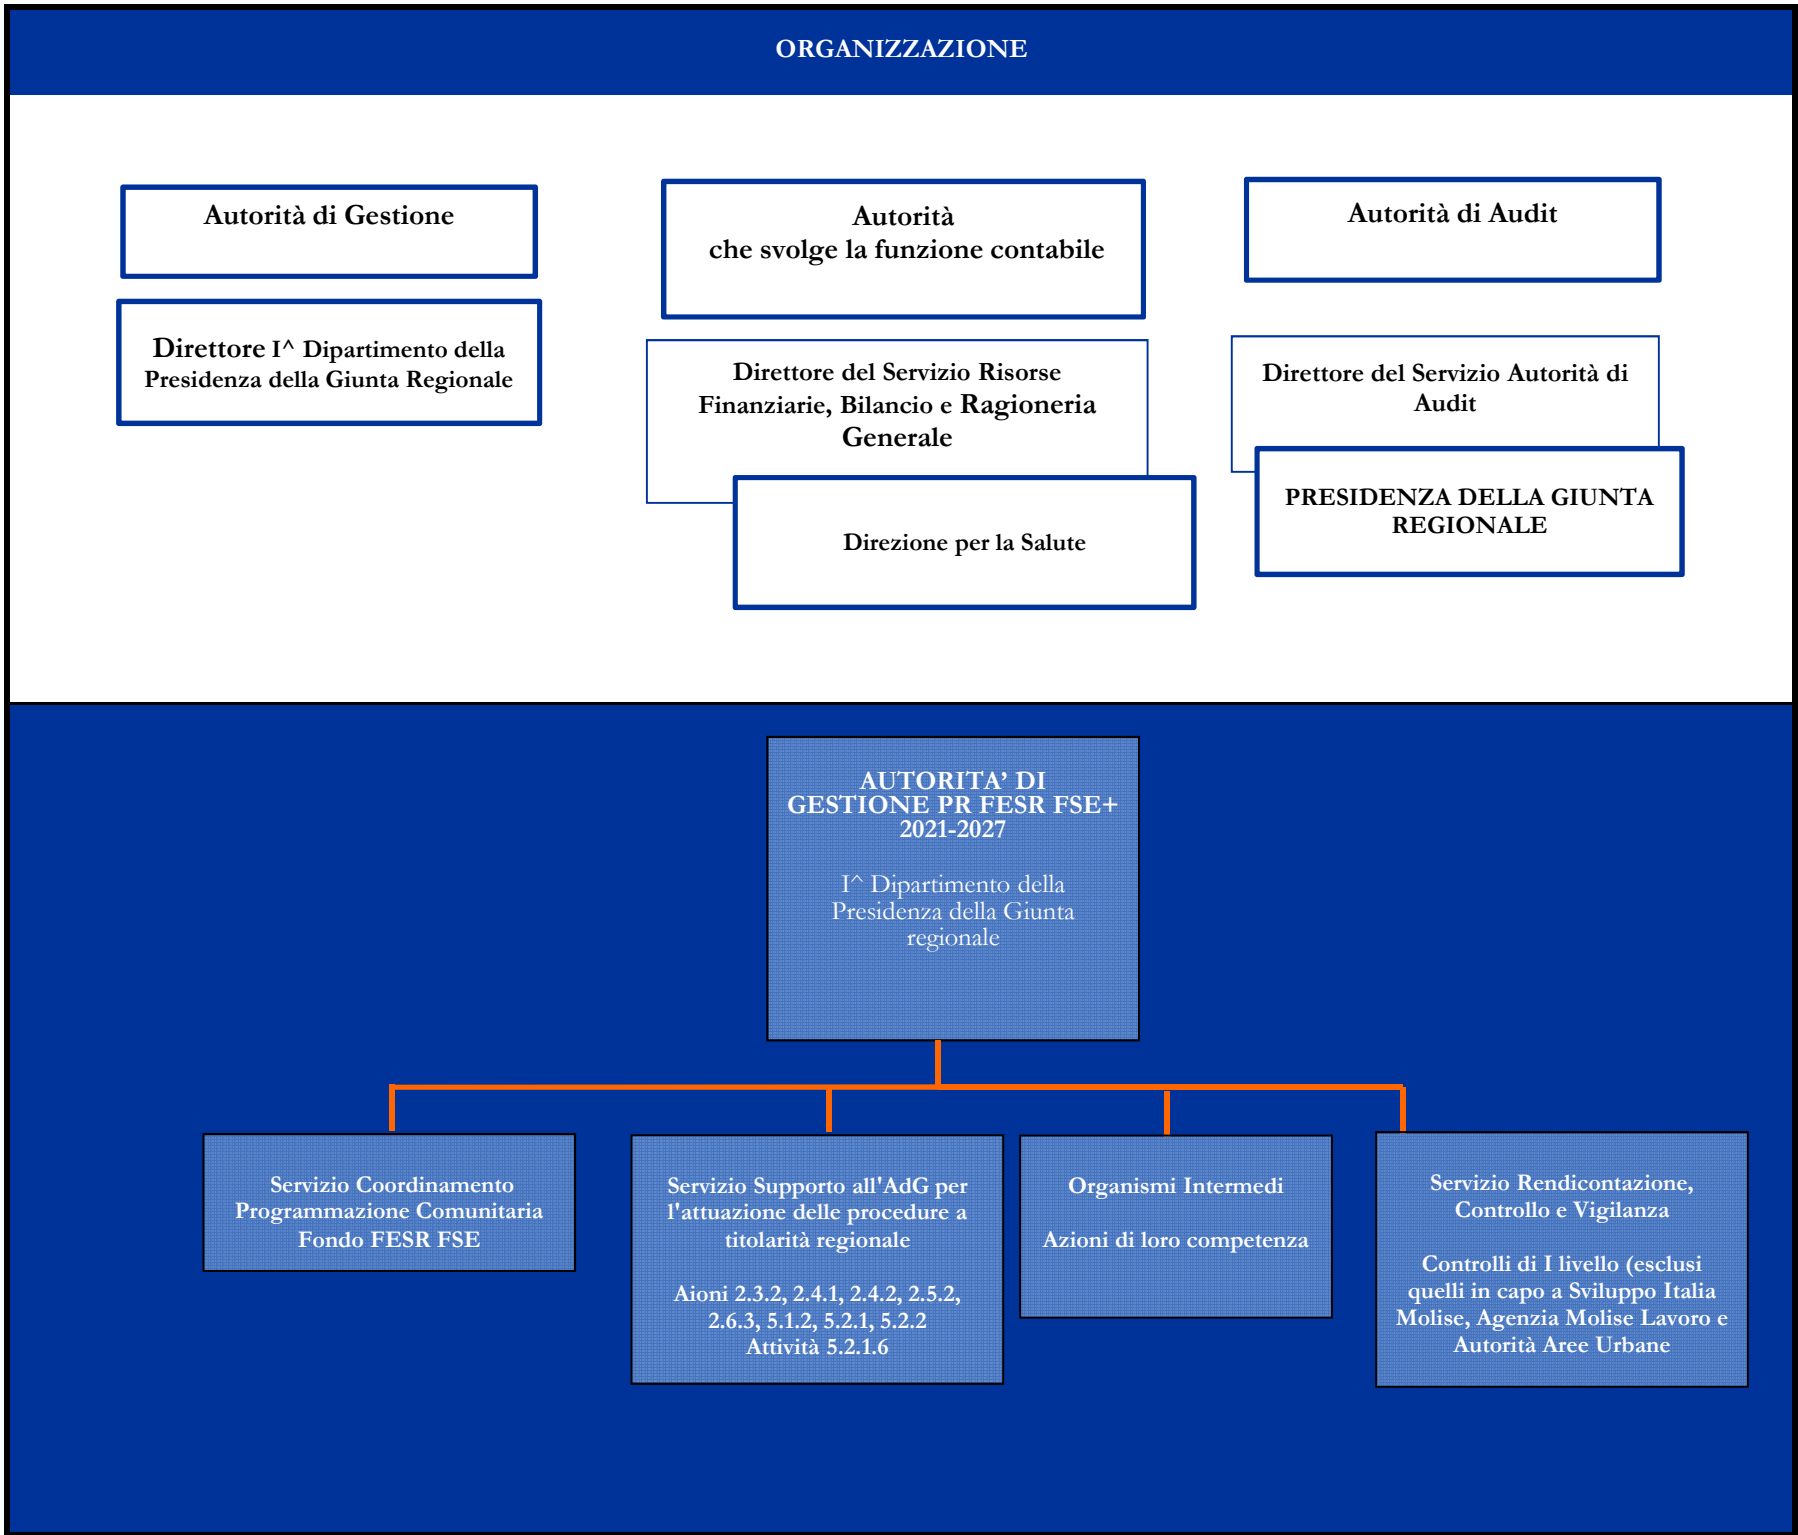 ORGANIZZAZIONE
Autorità di Gestione
Direttore I^ Dipartimento della
Presidenza della Giunta Regionale
Autorità
che svolge la funzione contabile
Direttore del Servizio Risorse
Finanziarie, Bilancio e Ragioneria
Generale
Direzione per la Salute
Autorità di Audit
Direttore del Servizio Autorità di
Audit
PRESIDENZA DELLA GIUNTA
REGIONALE
AUTORITA’ DI
GESTIONE PR FESR FSE+
2021-2027
I^ Dipartimento della
Presidenza della Giunta
regionale
Servizio Coordinamento
Programmazione Comunitaria
Fondo FESR FSE
Servizio Supporto all'AdG per
l'attuazione delle procedure a
titolarità regionale
Aioni 2.3.2, 2.4.1, 2.4.2, 2.5.2,
2.6.3, 5.1.2, 5.2.1, 5.2.2
Attività 5.2.1.6
Organismi Intermedi
Azioni di loro competenza
Servizio Rendicontazione,
Controllo e Vigilanza
Controlli di I livello (esclusi
quelli in capo a Sviluppo Italia
Molise, Agenzia Molise Lavoro e
Autorità Aree Urbane